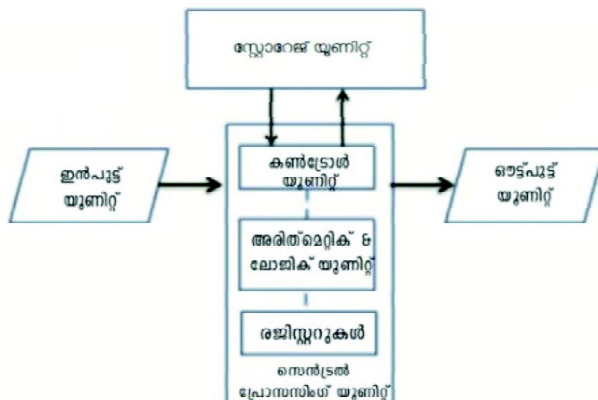 സ്റ്റോറേജ് യൂണിറ്റ്
ഇൻപുട്ട്
യൂണിറ്റ്
കൺട്രോൾ
യൂണിറ്റ്
അരിത്‌മെറ്റിക് &
ലോജിക് യൂണിറ്റ്
രജിസ്റ്ററുകൾ
സെൻട്രൽ
പ്രോസസിംഗ് യൂണിറ്റ്
ഔട്ട്പുട്ട്
യൂണിറ്റ്